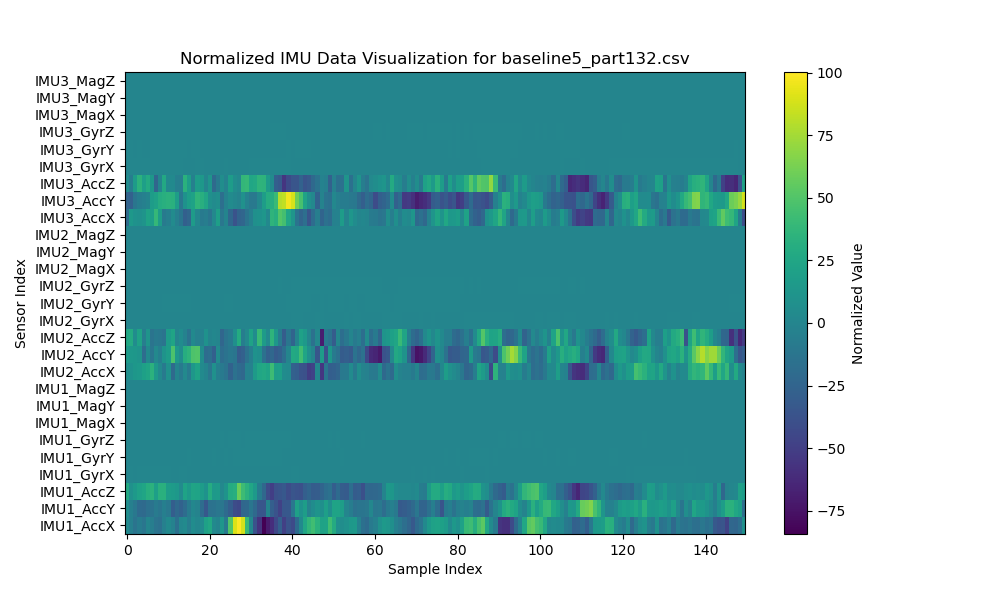 Normalized IMU Data Visualization for baseline5_part132.csv
IMU3_MagZ
IMU3_MagY
IMU3_MagX
IMU3_GyrZ
IMU3_GyrY
IMU3_GyrX
IMU3_AccZ
IMU3_AccY
IMU3_AccX
IMU2_MagZ
IMU2_MagY
IMU2_MagX
IMU2_GyrZ
IMU2_GyrY
IMU2_GyrX
IMU2_AccZ
IMU2_AccY
IMU2_AccX
IMU1_MagZ
IMU1_MagY
IMU1_MagX
IMU1_GyrZ
IMU1_GyrY
IMU1_GyrX
IMU1_AccZ
IMU1_AccY
IMU1_AccX
Sensor Index
0 20 40 60 80 100 120 140
Sample Index
100
75
50
25
0
−25
−50
−75
Normalized Value